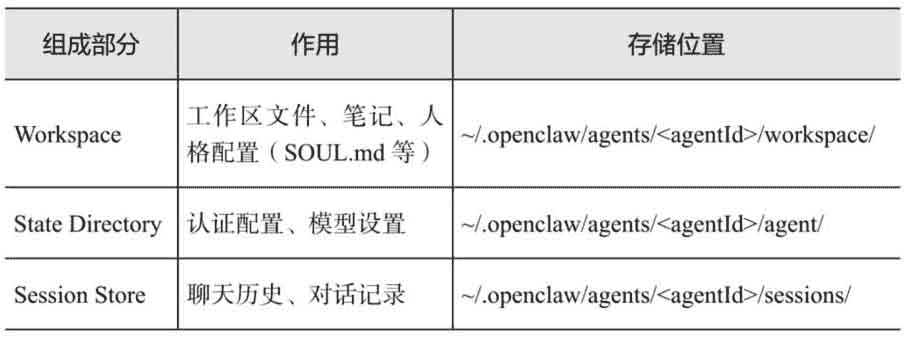 组成部分 作用 存储位置
Workspace 工作区文件、笔记、人格配置（SOUL.md 等） ~/.openclaw/agents/<agentId>/workspace/
State Directory 认证配置、模型设置 ~/.openclaw/agents/<agentId>/agent/
Session Store 聊天历史、对话记录 ~/.openclaw/agents/<agentId>/sessions/